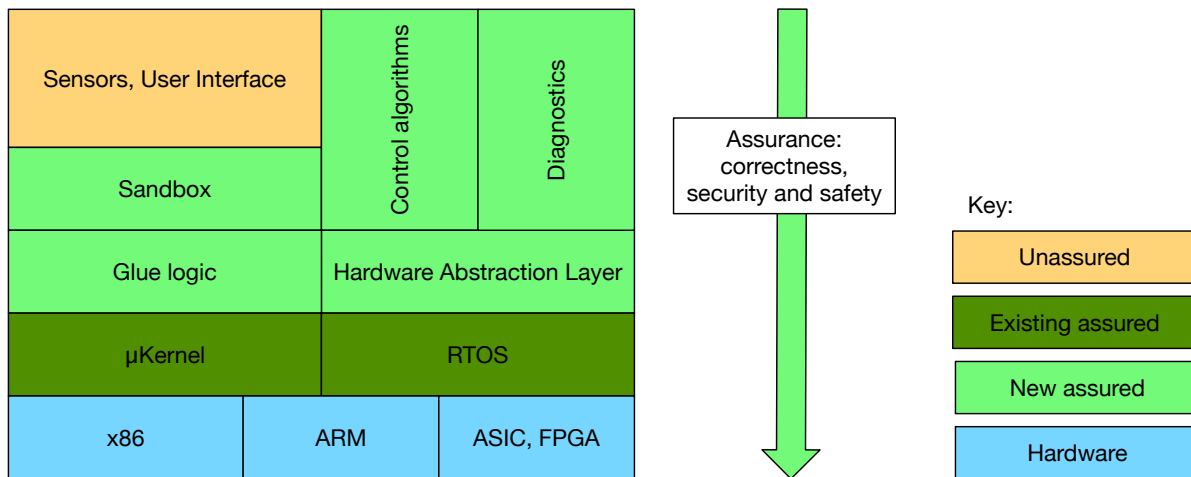 Sensors, User Interface
Control algorithms
Diagnostics
Sandbox
Glue logic
Hardware Abstraction Layer
µKernel
RTOS
x86
ARM
ASIC, FPGA
Assurance:
correctness,
security and safety
Key:
Unassured
Existing assured
New assured
Hardware